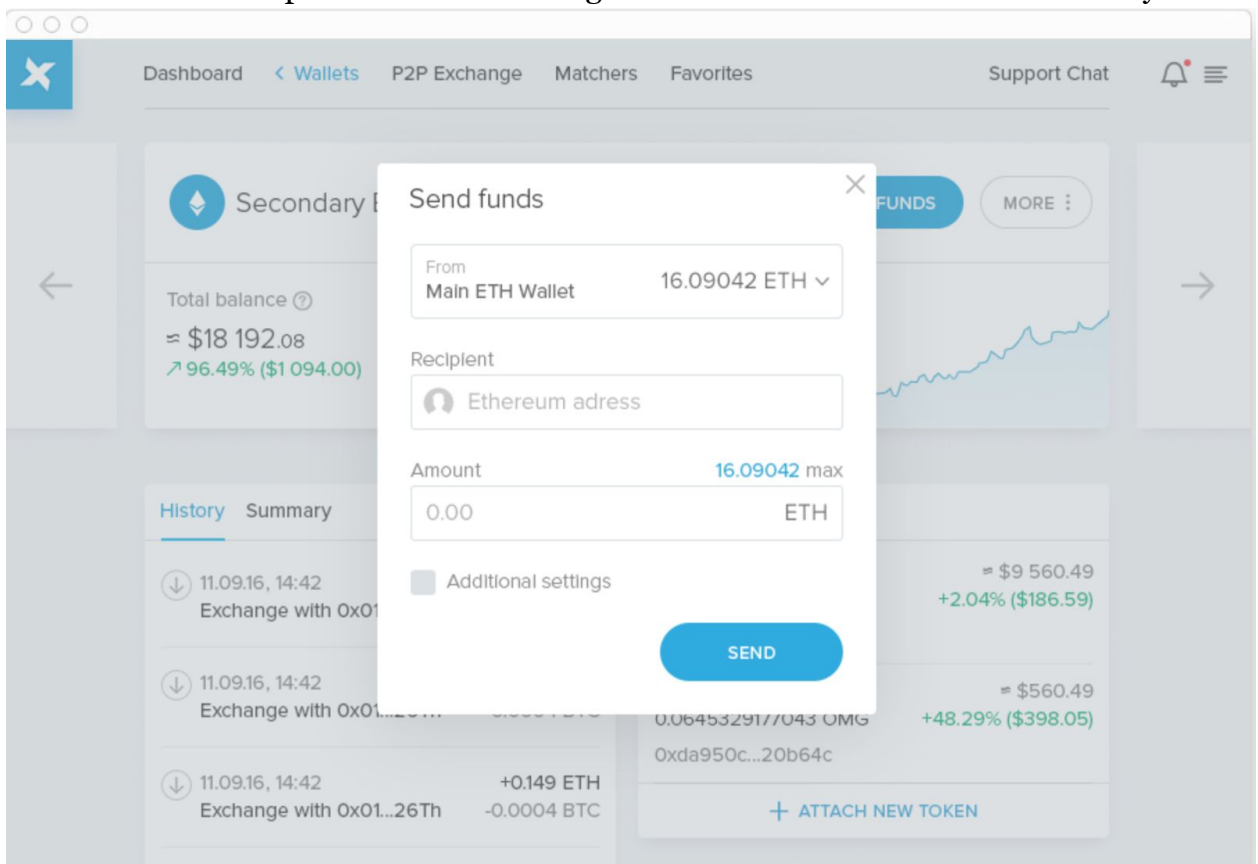 Dashboard < Wallets P2P Exchange Matchers Favorites Support Chat
Secondary
FUNDS MORE
Total balance
≈ $18 192.08
96.49% ($1 094.00)
Send funds
From
Main ETH Wallet 16.09042 ETH
Recipient
Ethereum adress
Amount 16.09042 max
0.00 ETH
Additional settings
SEND
History Summary
11.09.16, 14:42
Exchange with 0x01
11.09.16, 14:42
Exchange with 0x01
11.09.16, 14:42 +0.149 ETH
Exchange with 0x01...26Th -0.0004 BTC
≈ $9 560.49
+2.04% ($186.59)
≈ $560.49
0.0645329177043 OMG +48.29% ($398.05)
0xda950c...20b64c
+ ATTACH NEW TOKEN